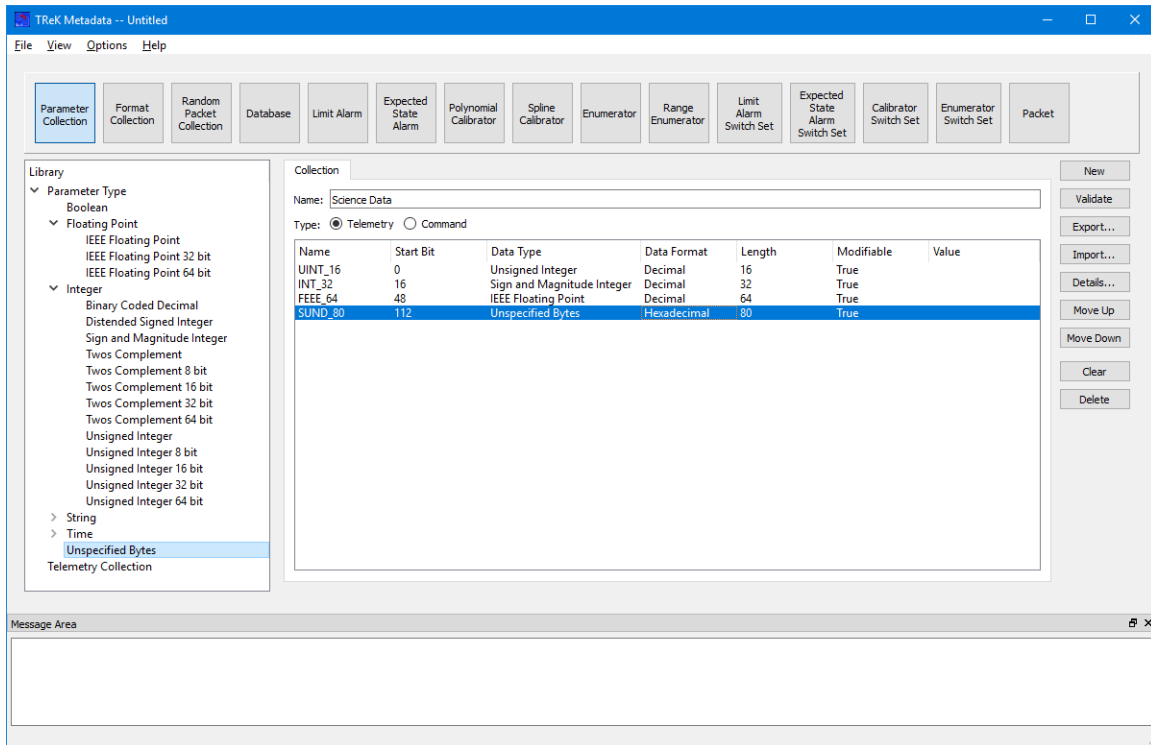 TReK Metadata -- Untitled
File View Options Help
Parameter Collection
Format Collection
Random Packet Collection
Database
Limit Alarm
Expected State Alarm
Polynomial Calibrator
Spline Calibrator
Enumerator
Range Enumerator
Limit Alarm Switch Set
Expected State Alarm Switch Set
Calibrator Switch Set
Enumerator Switch Set
Packet
Library
Parameter Type
Boolean
Floating Point
IEEE Floating Point
IEEE Floating Point 32 bit
IEEE Floating Point 64 bit
Integer
Binary Coded Decimal
Distended Signed Integer
Sign and Magnitude Integer
Twos Complement
Twos Complement 8 bit
Twos Complement 16 bit
Twos Complement 32 bit
Twos Complement 64 bit
Unsigned Integer
Unsigned Integer 8 bit
Unsigned Integer 16 bit
Unsigned Integer 32 bit
Unsigned Integer 64 bit
String
Time
Unspecified Bytes
Telemetry Collection
Collection
Name: Science Data
Type: Telemetry Command
Name Start Bit Data Type Data Format Length Modifiable Value
UINT_16 0 Unsigned Integer Decimal 16 True
INT_32 16 Sign and Magnitude Integer Decimal 32 True
FEEE_64 48 IEEE Floating Point Decimal 64 True
SUND_80 112 Unspecified Bytes Hexadecimal 80 True
New
Validate
Export...
Import...
Details...
Move Up
Move Down
Clear
Delete
Message Area